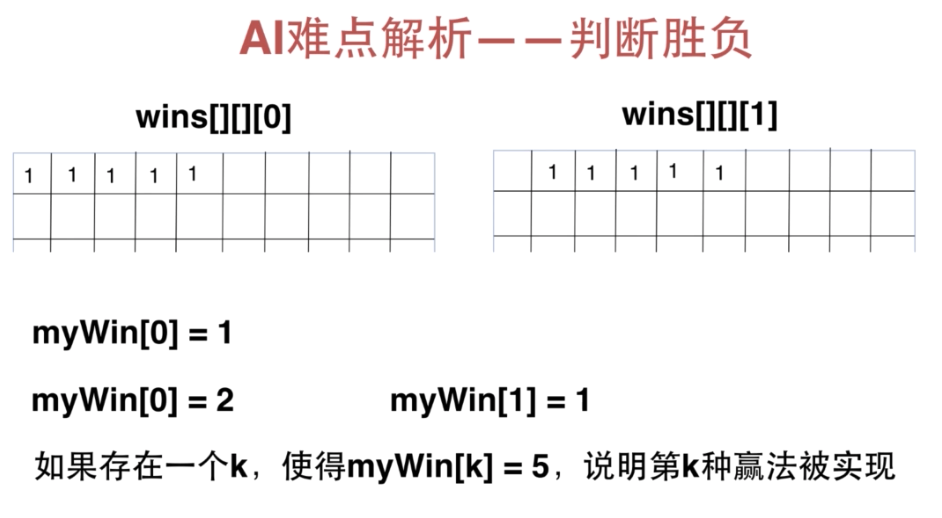 AI难点解析——判断胜负
wins[][][0] wins[][][1]
1 1 1 1 1 1 1 1 1 1
myWin[0] = 1
myWin[0] = 2 myWin[1] = 1
如果存在一个k，使得myWin[k] = 5，说明第k种赢法被实现